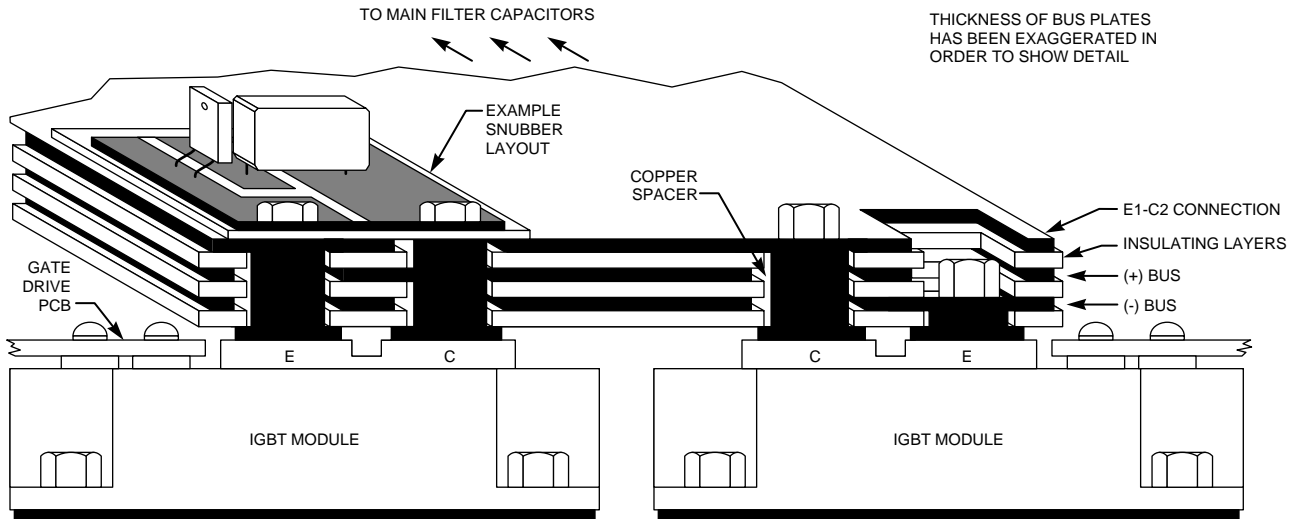 TO MAIN FILTER CAPACITORS
THICKNESS OF BUS PLATES
HAS BEEN EXAGGERATED IN
ORDER TO SHOW DETAIL
EXAMPLE
SNUBBER
LAYOUT
COPPER
SPACER
E1-C2 CONNECTION
INSULATING LAYERS
(+) BUS
(-) BUS
GATE
DRIVE
PCB
E
C
C
E
IGBT MODULE
IGBT MODULE